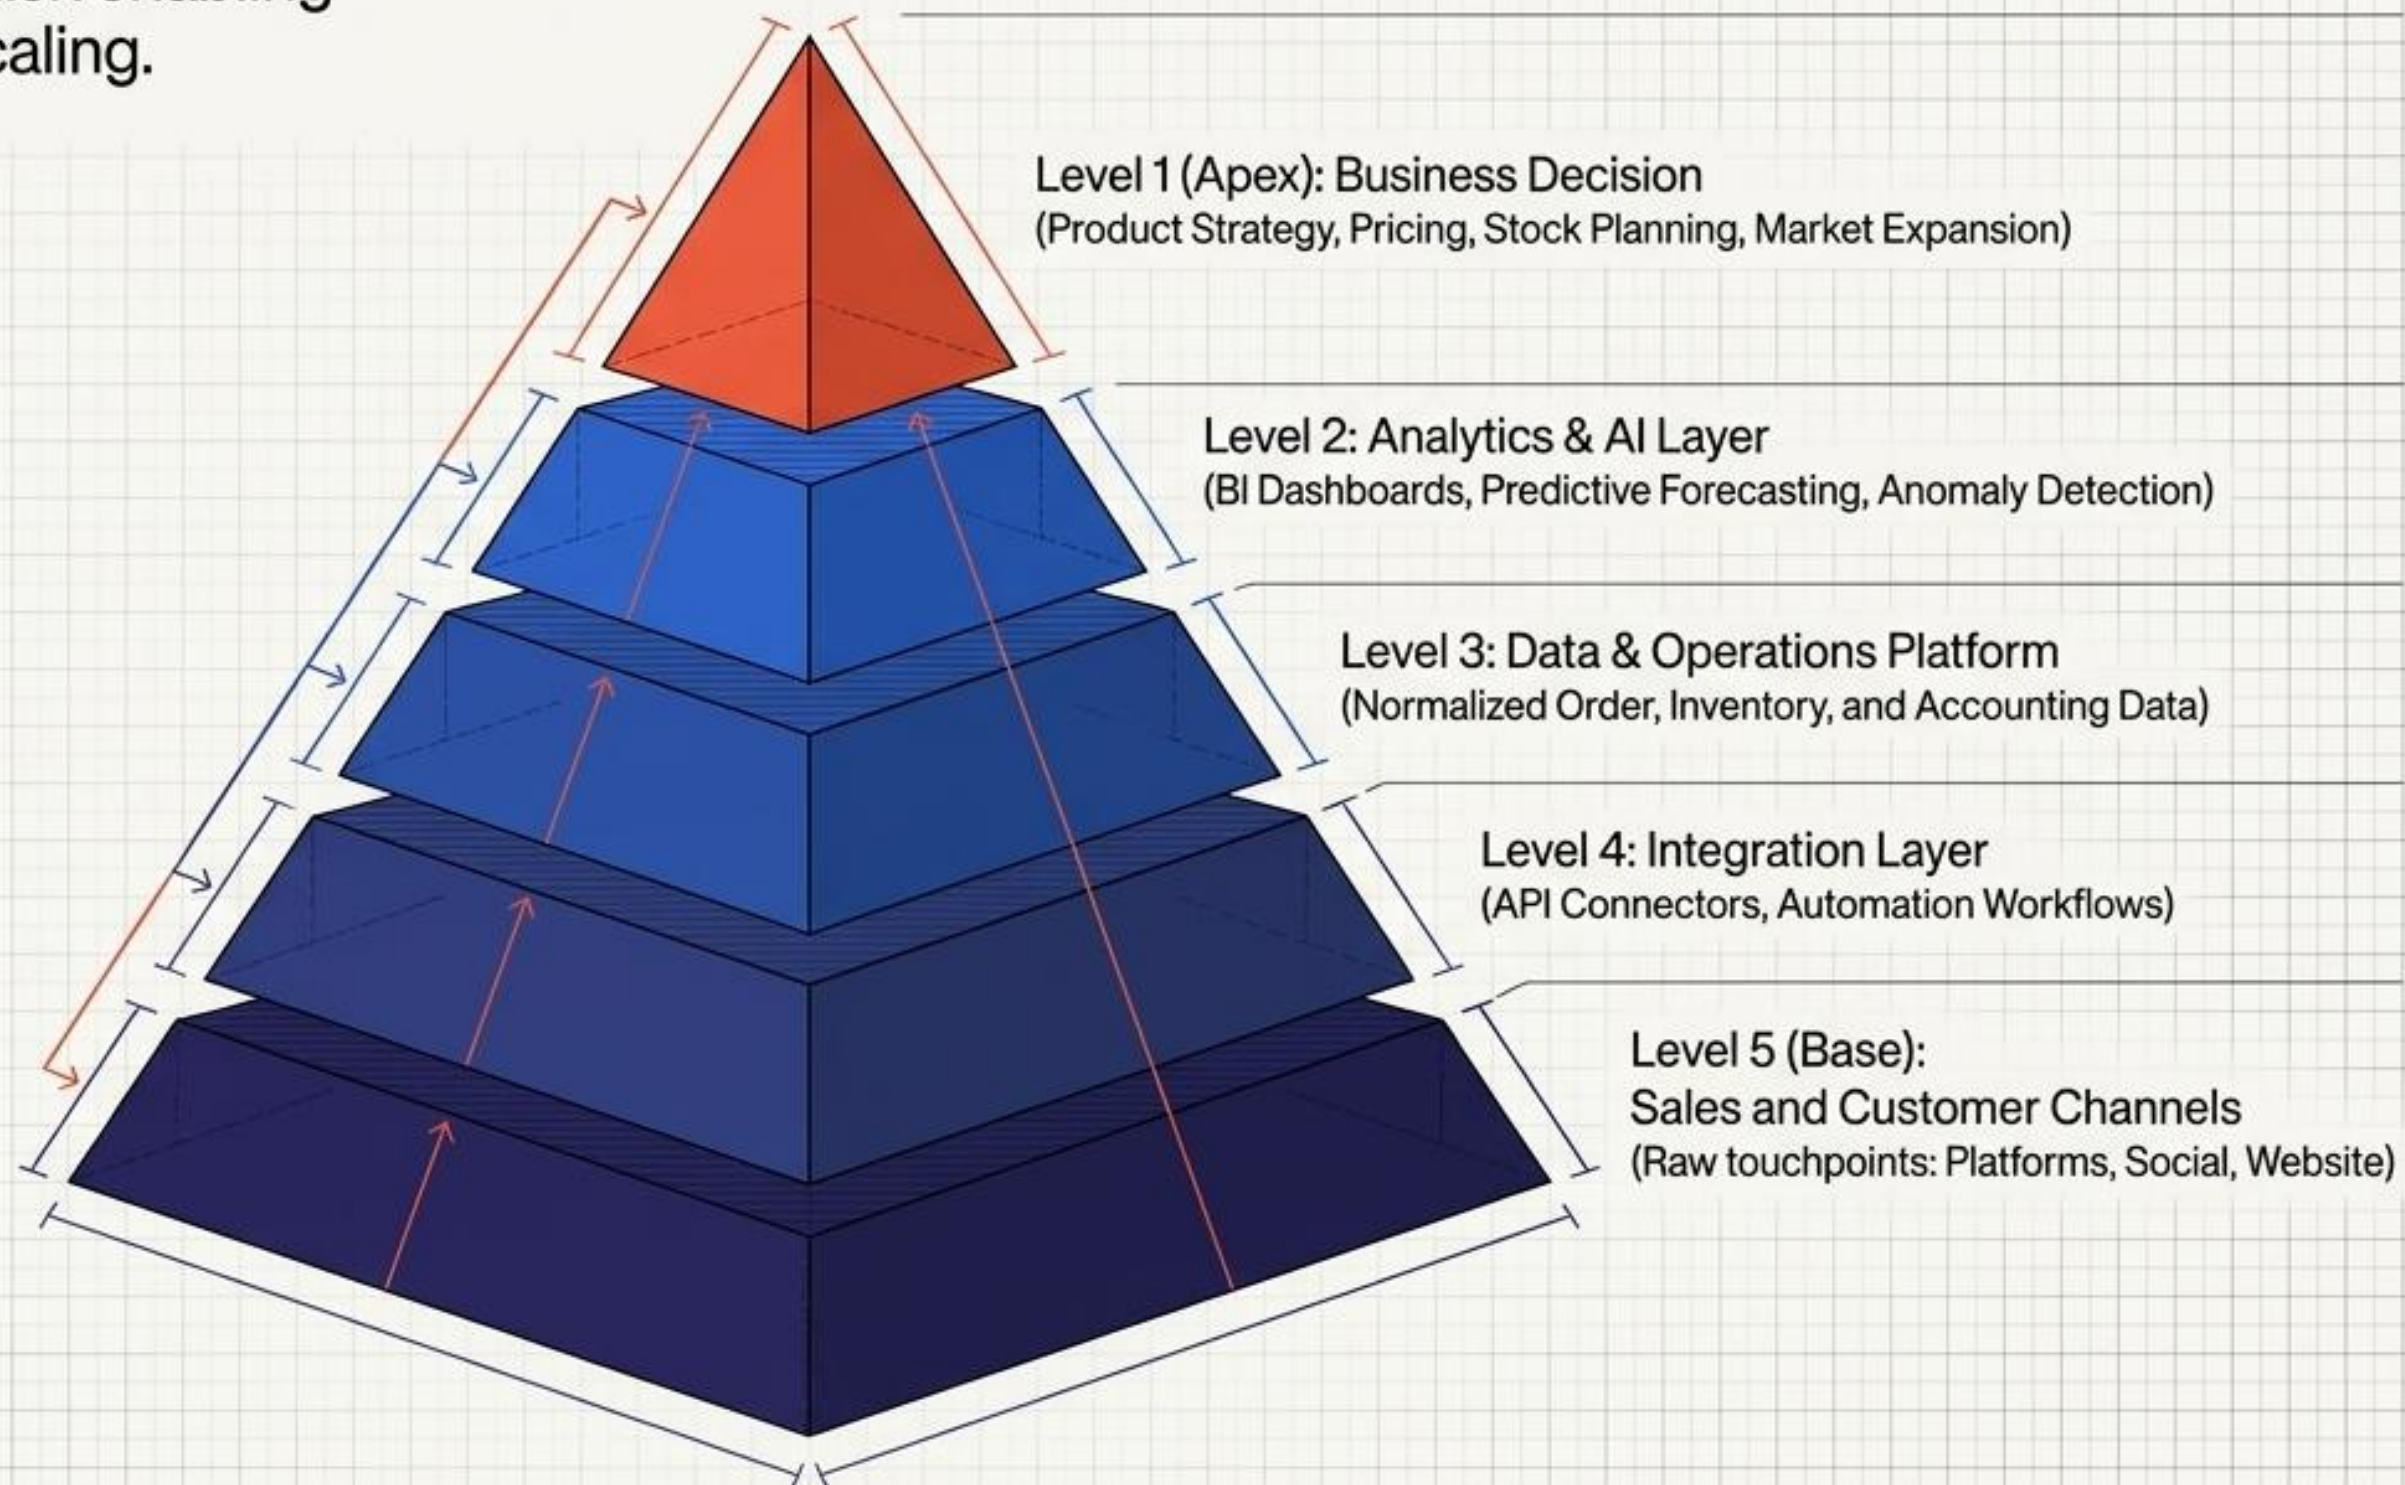 caling.
Level 1 (Apex): Business Decision
(Product Strategy, Pricing, Stock Planning, Market Expansion)
Level 2: Analytics & AI Layer
(BI Dashboards, Predictive Forecasting, Anomaly Detection)
Level 3: Data & Operations Platform
(Normalized Order, Inventory, and Accounting Data)
Level 4: Integration Layer
(API Connectors, Automation Workflows)
Level 5 (Base):
Sales and Customer Channels
(Raw touchpoints: Platforms, Social, Website)